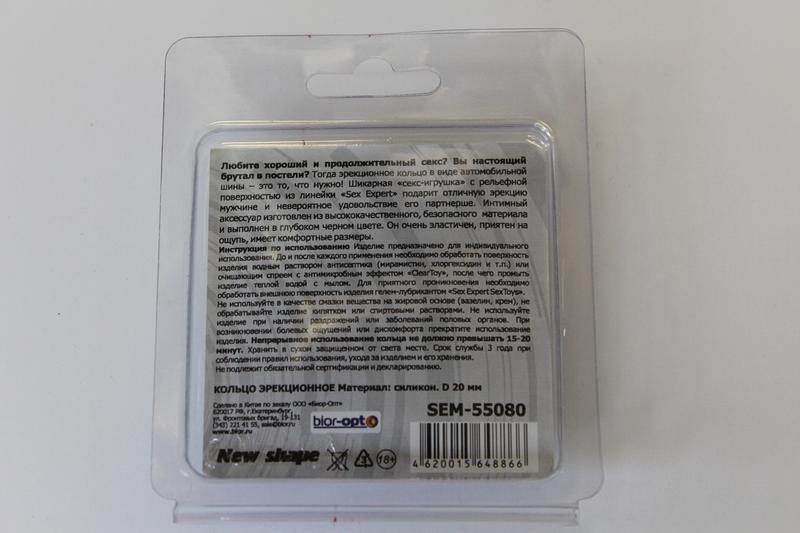 Любите хороший и продолжительный секс? Вы настоящий
брутал в постели? Тогда эрекционное кольцо в виде автомобильной
шины – это то, что нужно! Шикарная «секс-игрушка» с рельефной
поверхностью из линейки «Sex Expert» подарит отличную эрекцию
мужчине и невероятное удовольствие его партнерше. Интимный
аксессуар изготовлен из высококачественного, безопасного материала
и выполнен в глубоком черном цвете. Он очень эластичен, приятен на
ощупь, имеет комфортные размеры.
Инструкция по использованию Изделие предназначено для индивидуального
использования. До и после каждого применения необходимо обработать поверхность
изделия водным раствором антисептика (мирамистин, хлоргексидин и т.п.) или
очищающим спреем с антимикробным эффектом «ClearToy», после чего промыть
изделие теплой водой с мылом. Для приятного проникновения необходимо
обработать внешнюю поверхность изделия гелем-лубрикантом «Sex Expert SexToys».
Не используйте в качестве смазки вещества на жировой основе (вазелин, крем), не
обрабатывайте изделие кипятком или спиртовыми растворами. Не используйте
изделие при наличии раздражений или заболеваний половых органов. При
возникновении болевых ощущений или дискомфорта прекратите использование
изделия. Непрерывное использование кольца не должно превышать 15-20
минут. Хранить в сухом защищенном от света месте. Срок службы 3 года при
соблюдении правил использования, ухода за изделием и его хранения.
Не подлежит обязательной сертификации и декларированию.
КОЛЬЦО ЭРЕКЦИОННОЕ Материал: силикон. D 20 мм
Сделано в Китае по заказу ООО «Биор-Опт»
620017 РФ, г.Екатеринбург,
ул. Фронтовых бригад, 19-131
(343) 221 41 55, sale@bior.ru
www.bior.ru
bior-opt
SEM-55080
New shape
3
18+
4 620015 648866